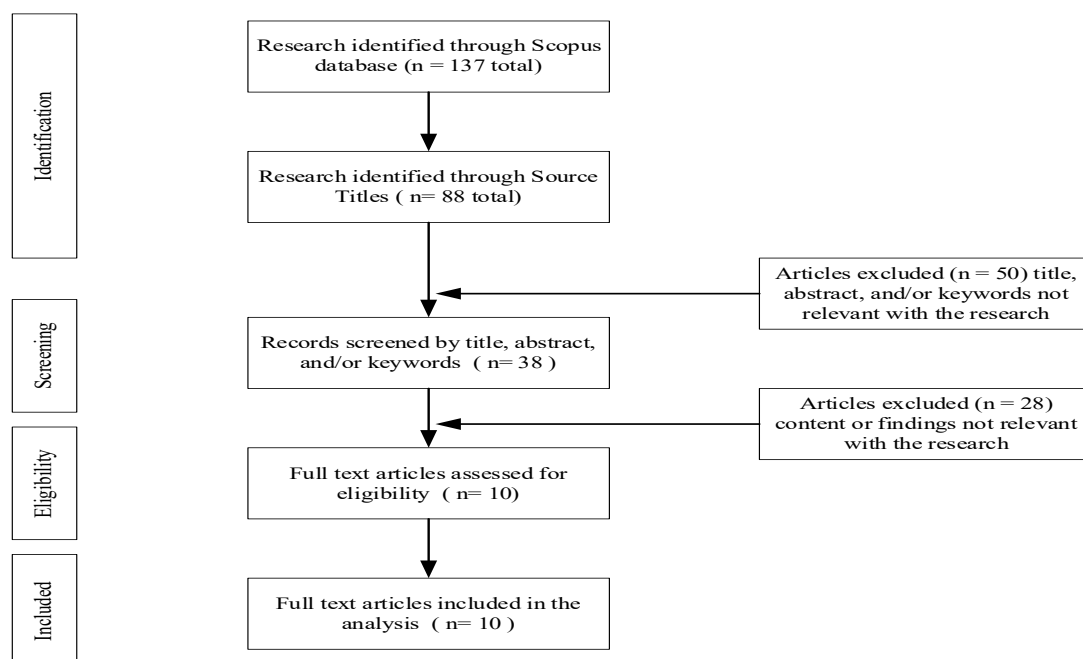 Identification
Research identified through Scopus
database (n = 137 total)
Research identified through Source
Titles ( n= 88 total)
Articles excluded (n = 50) title,
abstract, and/or keywords not
relevant with the research
Screening
Records screened by title, abstract,
and/or keywords ( n= 38 )
Articles excluded (n = 28)
content or findings not relevant
with the research
Eligibility
Full text articles assessed for
eligibility ( n= 10)
Included
Full text articles included in the
analysis ( n= 10 )